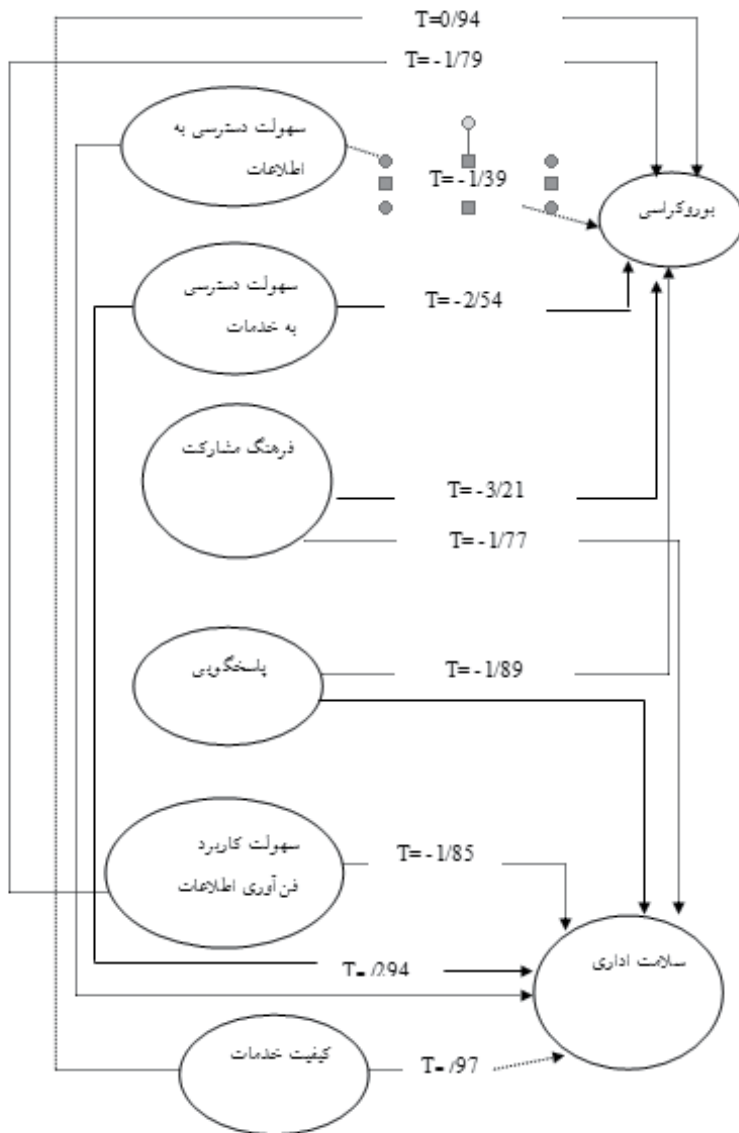 T=0/94
T= -1/79
سهولت دسترسی به
اطلاعات
T= -1/39
بوروکراسی
سهولت دسترسی
به خدمات
T= -2/54
فرهنگ مشارکت
T= -3/21
T= -1/77
پاسخگویی
T= -1/89
سهولت کاربرد
فن‌آوری اطلاعات
T= -1/85
سلامت اداری
T= /294
کیفیت خدمات
T= /97